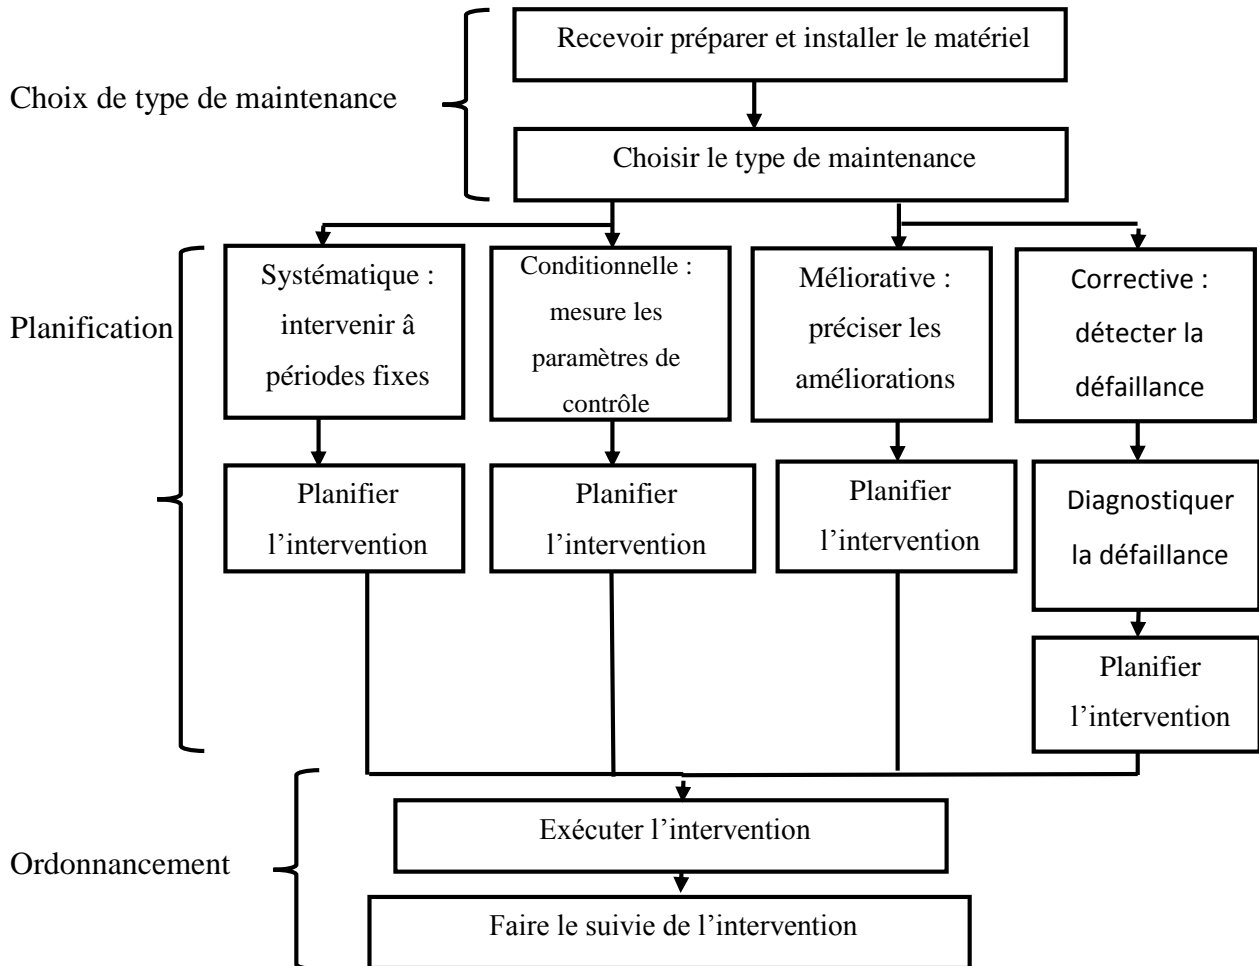 Recevoir préparer et installer le matériel
Choix de type de maintenance
Choisir le type de maintenance
Planification
Systématique :
intervenir â
périodes fixes
Conditionnelle :
mesure les
paramètres de
contrôle
Méliorative :
préciser les
améliorations
Corrective :
détecter la
défaillance
Planifier
l’intervention
Planifier
l’intervention
Planifier
l’intervention
Diagnostiquer
la défaillance
Planifier
l’intervention
Ordonnancement
Exécuter l’intervention
Faire le suivie de l’intervention